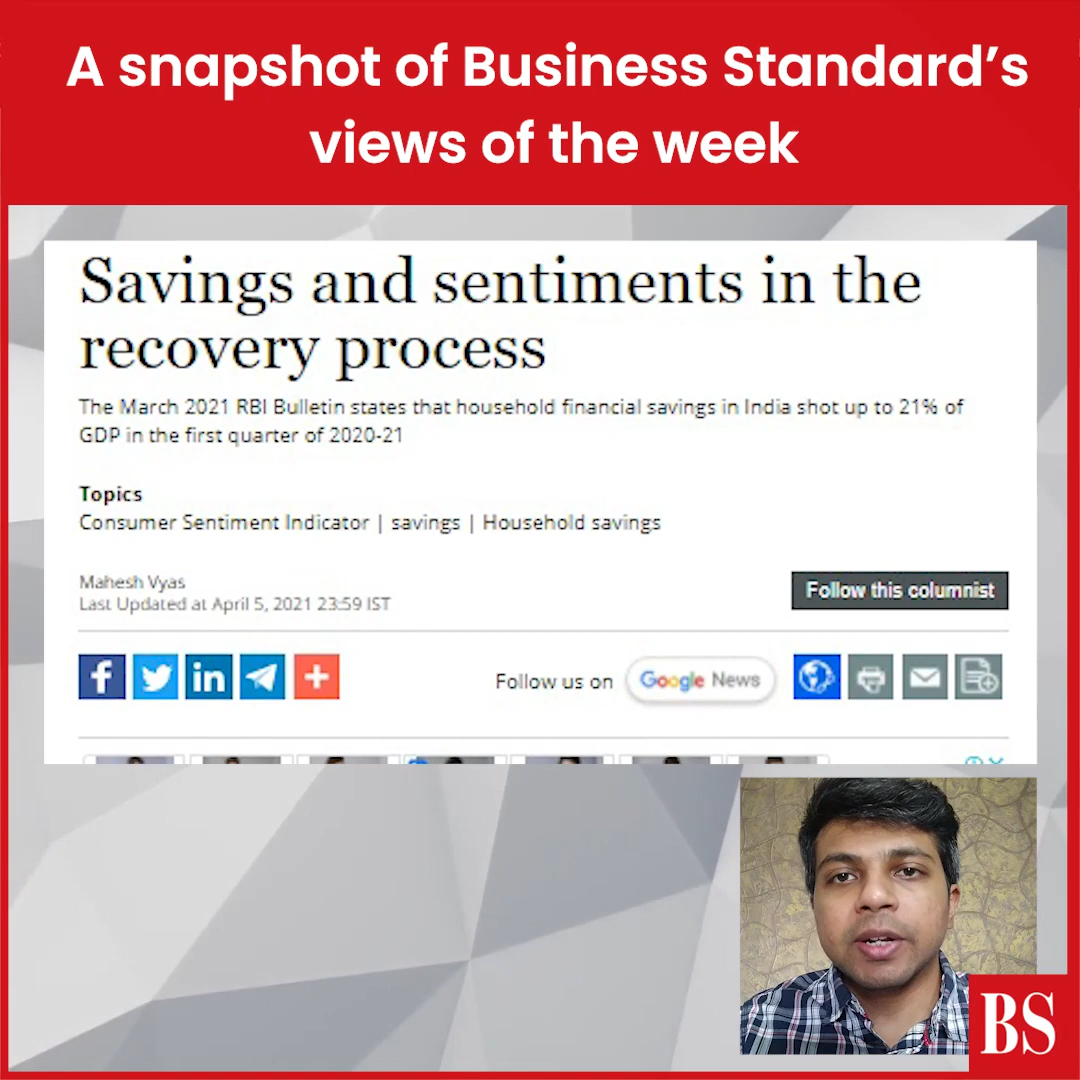 A snapshot of Business Standard’s
views of the week
Savings and sentiments in the
recovery process
The March 2021 RBI Bulletin states that household financial savings in India shot up to 21% of
GDP in the first quarter of 2020-21
Topics
Consumer Sentiment Indicator | savings | Household savings
Mahesh Vyas
Last Updated at April 5, 2021 23:59 IST
Follow this columnist
Follow us on Google News
BS